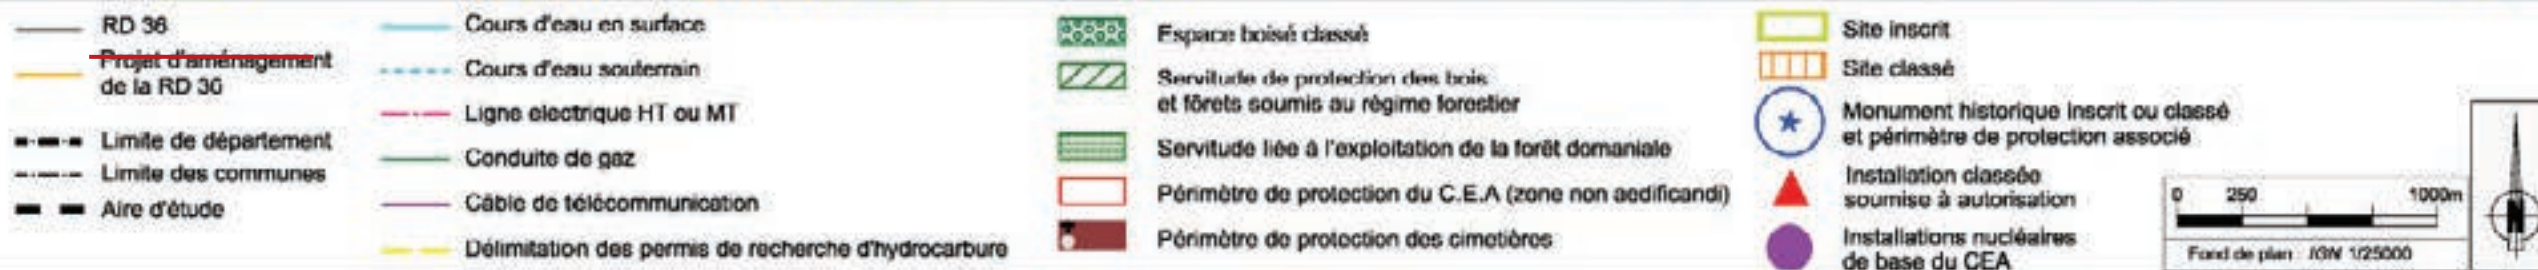 RD 36
Projet d'aménagement
de la RD 36
Limite de département
Limite des communes
Aire d'étude
Cours d'eau en surface
Cours d'eau souterrain
Ligne electrique HT ou MT
Conduite de gaz
Câble de télécommunication
Délimitation des permis de recherche d'hydrocarbure
Espace boisé classé
Servitude de protection des bois
et fôrets soumis au régime forestier
Servitude liée à l'exploitation de la forêt domaniale
Périmètre de protection du C.E.A (zone non aedificandi)
Périmètre de protection des cimetières
Site inscrit
Site classé
Monument historique inscrit ou classé
et périmètre de protection associé
Installation classée
soumise à autorisation
Installations nucléaires
de base du CEA
0 250 1000m
Fond de plan : IGN 1/25000
N